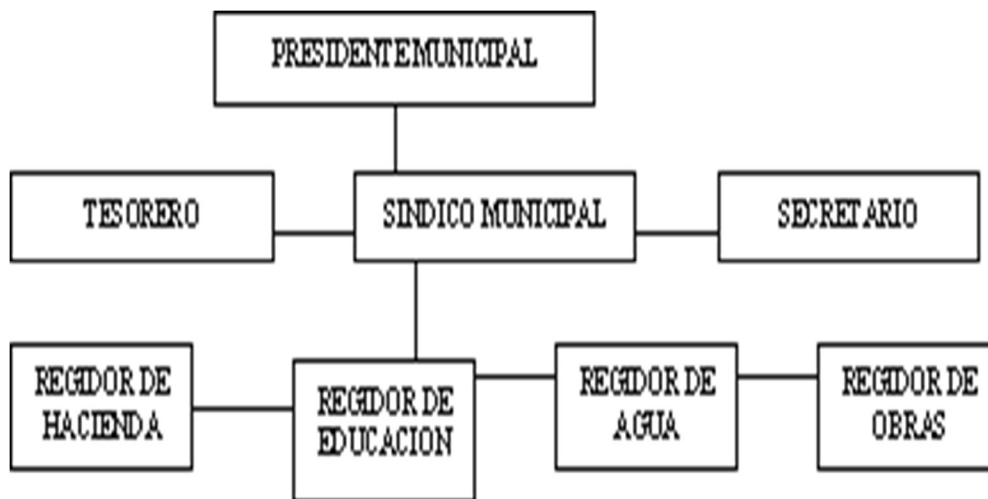 PRESIDENTE MUNICIPAL
TESORERO
SINDICO MUNICIPAL
SECRETARIO
REGIDOR DE
HACIENDA
REGIDOR DE
EDUCACION
REGIDOR DE
AGUA
REGIDOR DE
OBRAS